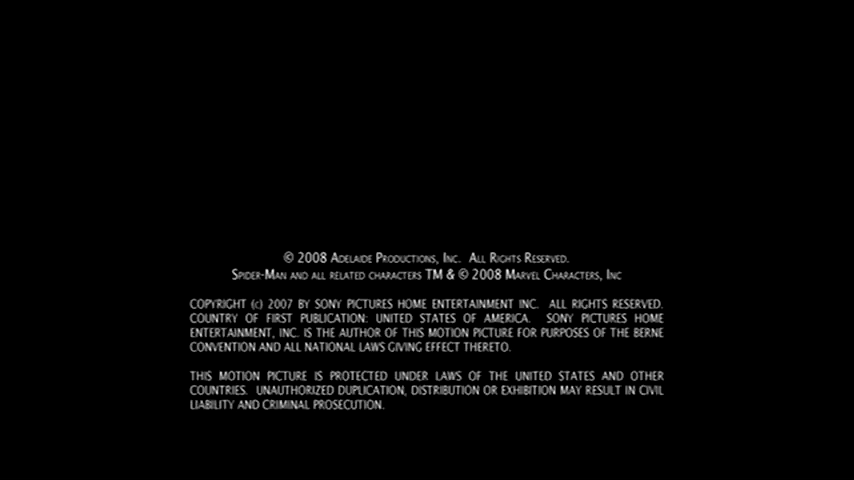 © 2008 Adelaide Productions, Inc. All Rights Reserved.
Spider-Man and all related characters TM & © 2008 Marvel Characters, Inc
COPYRIGHT (c) 2007 BY SONY PICTURES HOME ENTERTAINMENT INC. ALL RIGHTS RESERVED.
COUNTRY OF FIRST PUBLICATION: UNITED STATES OF AMERICA. SONY PICTURES HOME
ENTERTAINMENT, INC. IS THE AUTHOR OF THIS MOTION PICTURE FOR PURPOSES OF THE BERNE
CONVENTION AND ALL NATIONAL LAWS GIVING EFFECT THERETO.
THIS MOTION PICTURE IS PROTECTED UNDER LAWS OF THE UNITED STATES AND OTHER
COUNTRIES. UNAUTHORIZED DUPLICATION, DISTRIBUTION OR EXHIBITION MAY RESULT IN CIVIL
LIABILITY AND CRIMINAL PROSECUTION.